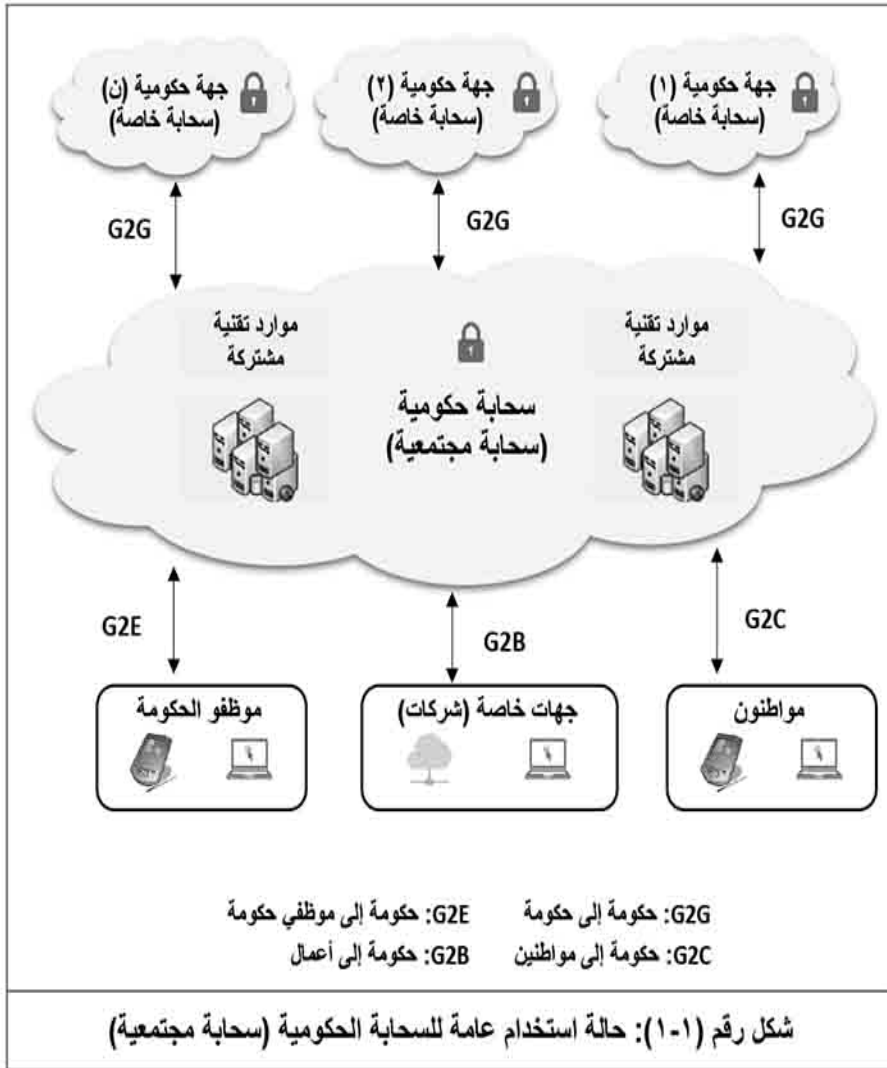 جهة حكومية (١)
(سحابة خاصة)
جهة حكومية (٢)
(سحابة خاصة)
جهة حكومية (ن)
(سحابة خاصة)
G2G
G2G
G2G
موارد تقنية
مشتركة
سحابة حكومية
(سحابة مجتمعية)
موارد تقنية
مشتركة
G2C
G2B
G2E
مواطنون
جهات خاصة (شركات)
موظفو الحكومة
G2G: حكومة إلى حكومة
G2E: حكومة إلى موظفي حكومة
G2C: حكومة إلى مواطنين
G2B: حكومة إلى أعمال
شكل رقم (١-١): حالة استخدام عامة للسحابة الحكومية (سحابة مجتمعية)